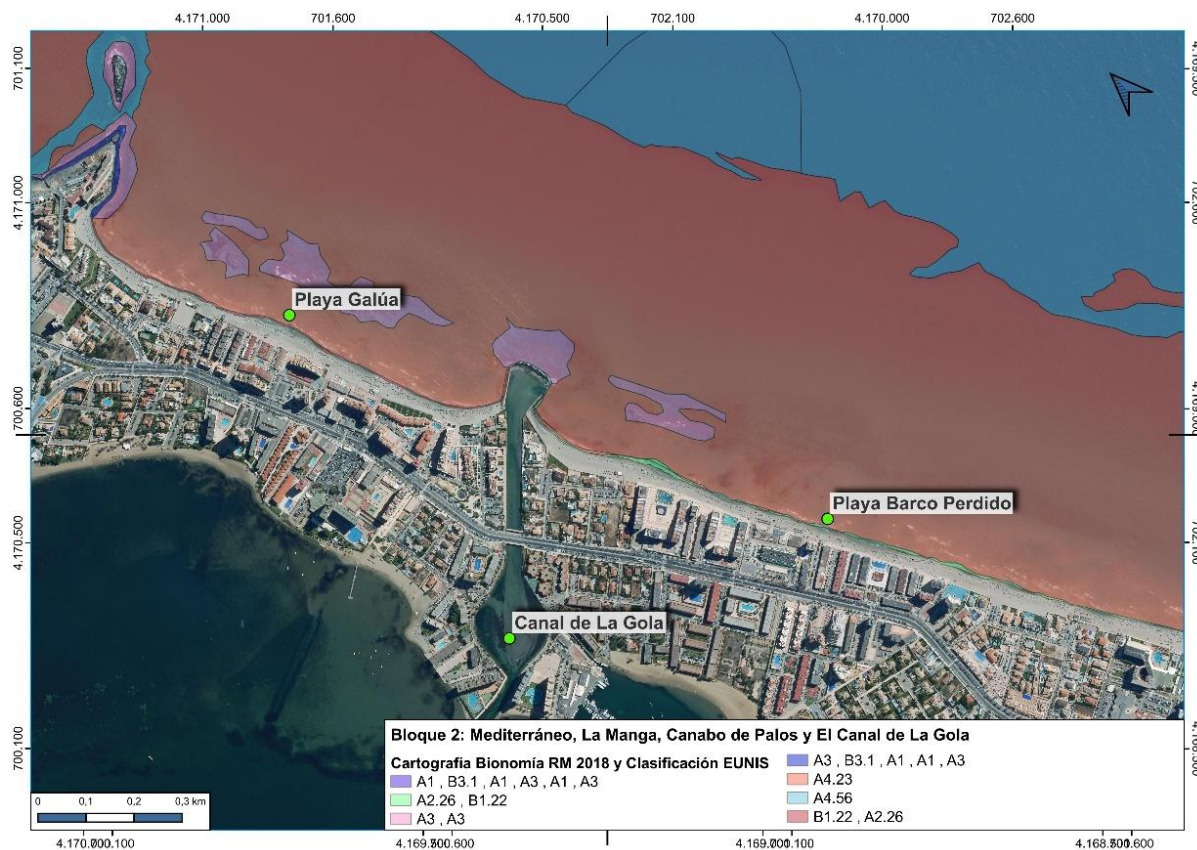 4.171.000 701.600 4.170.500 702.100 4.170.000 702.600
701.100
4.171.000
700.600
4.170.500
700.100
Playa Galúa
Playa Barco Perdido
Canal de La Gola
Bloque 2: Mediterráneo, La Manga, Canabo de Palos y El Canal de La Gola
Cartografía Bionomía RM 2018 y Clasificación EUNIS
A1 , B3.1 , A1 , A3 , A1 , A3
A2.26 , B1.22
A3 , A3
A3 , B3.1 , A1 , A1 , A3
A4.23
A4.56
B1.22 , A2.26
0 0,1 0,2 0,3 km